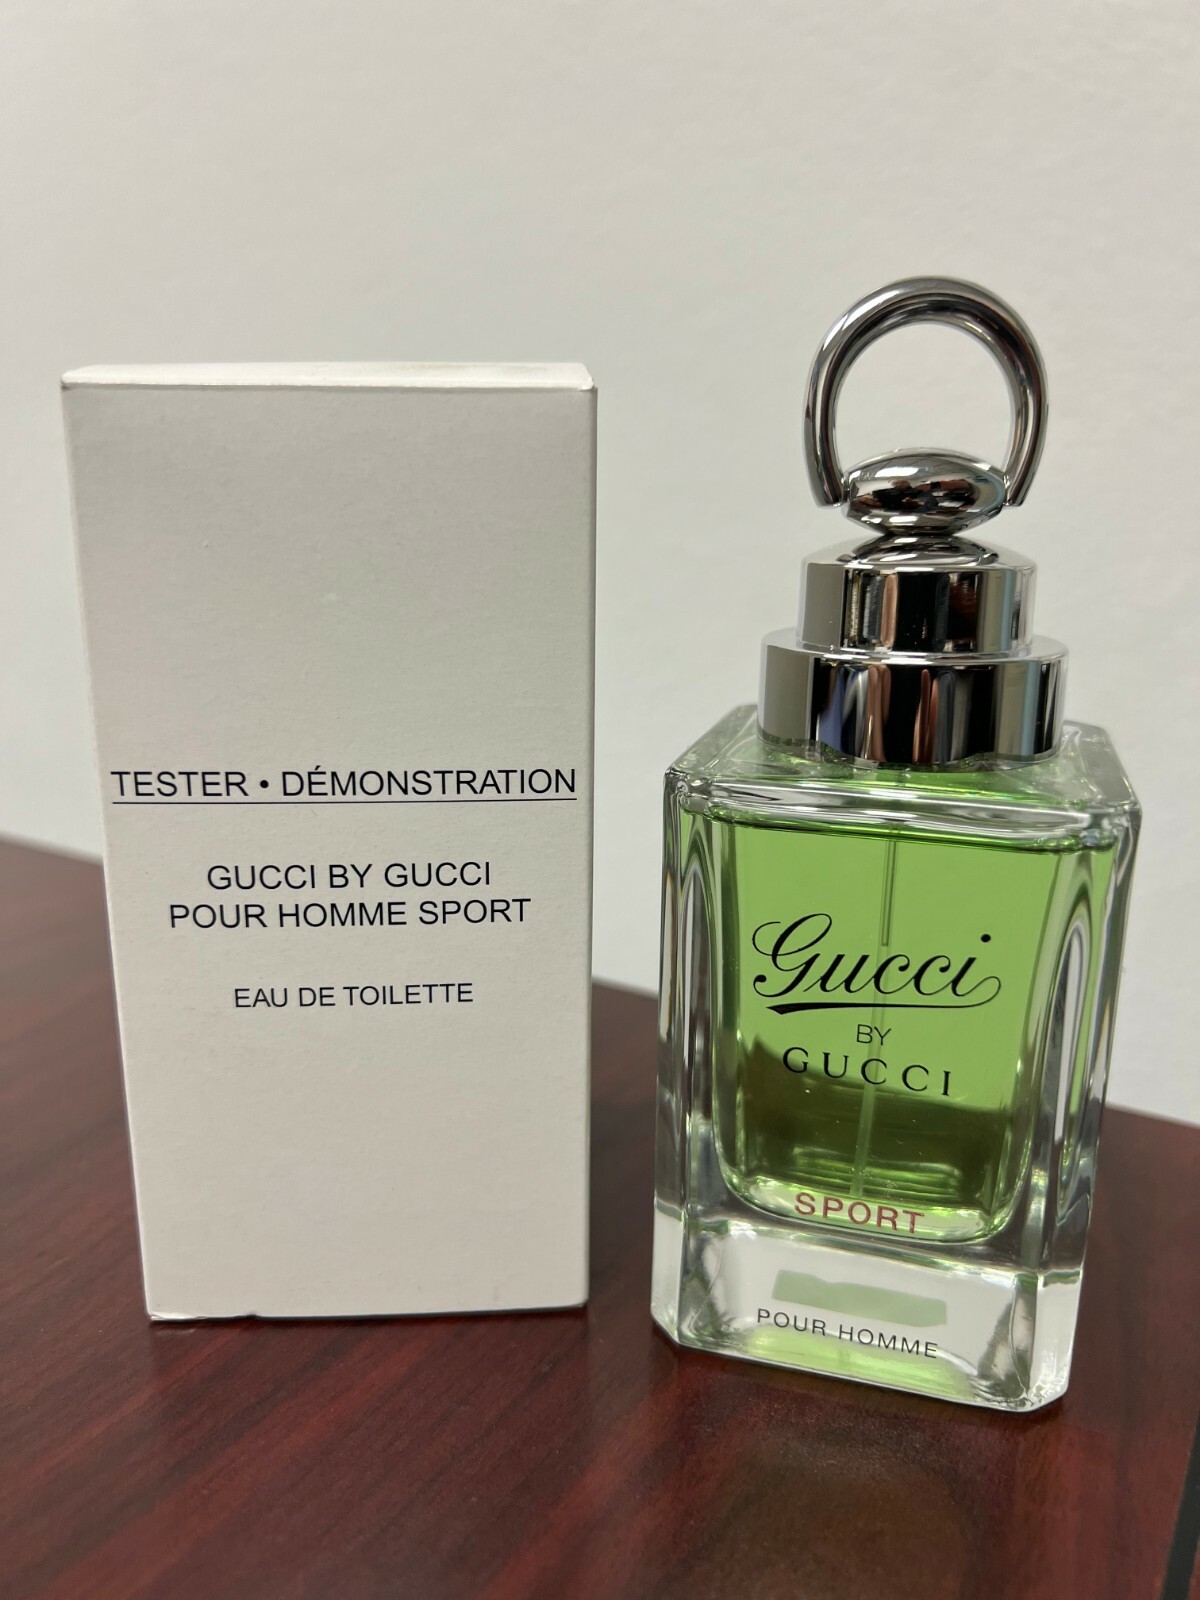 TESTER • DÉMONSTRATION
GUCCI BY GUCCI
POUR HOMME SPORT
EAU DE TOILETTE
Gucci
BY
GUCCI
SPORT
POUR HOMME